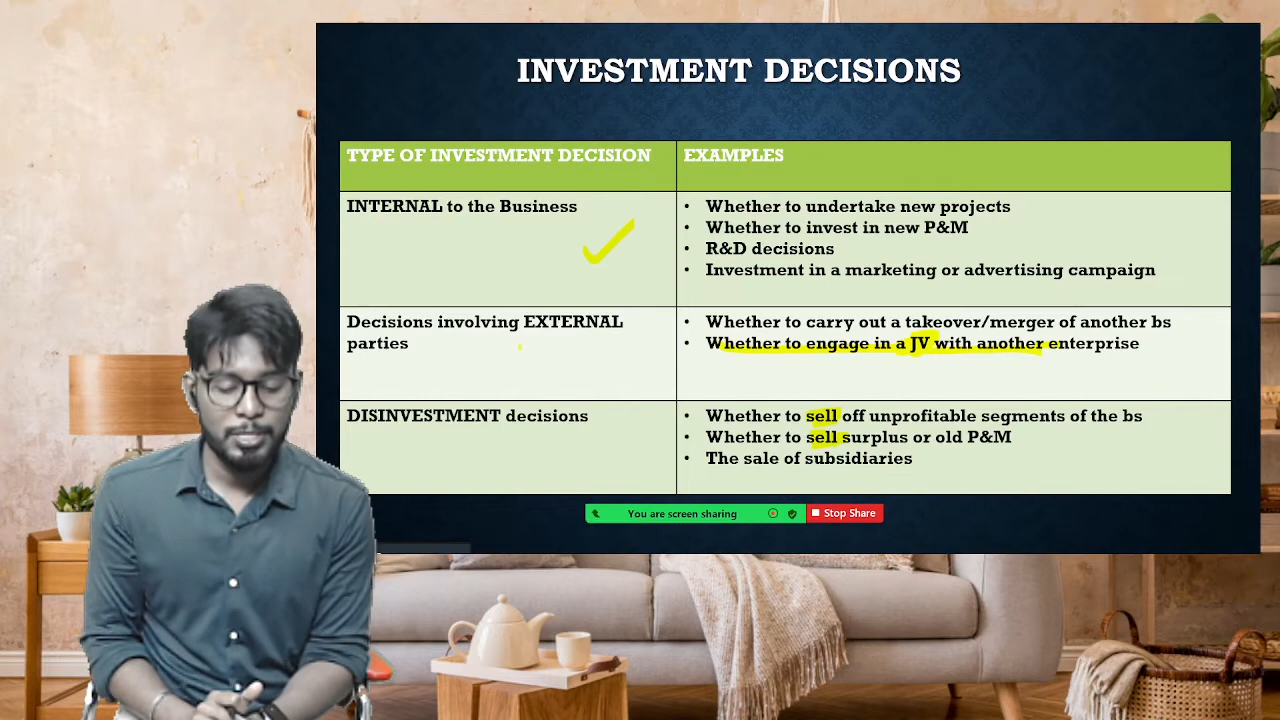 INVESTMENT DECISIONS
TYPE OF INVESTMENT DECISION
EXAMPLES
INTERNAL to the Business
• Whether to undertake new projects
• Whether to invest in new P&M
• R&D decisions
• Investment in a marketing or advertising campaign
Decisions involving EXTERNAL
parties
• Whether to carry out a takeover/merger of another bs
• Whether to engage in a JV with another enterprise
DISINVESTMENT decisions
• Whether to sell off unprofitable segments of the bs
• Whether to sell surplus or old P&M
• The sale of subsidiaries
You are screen sharing
Stop Share